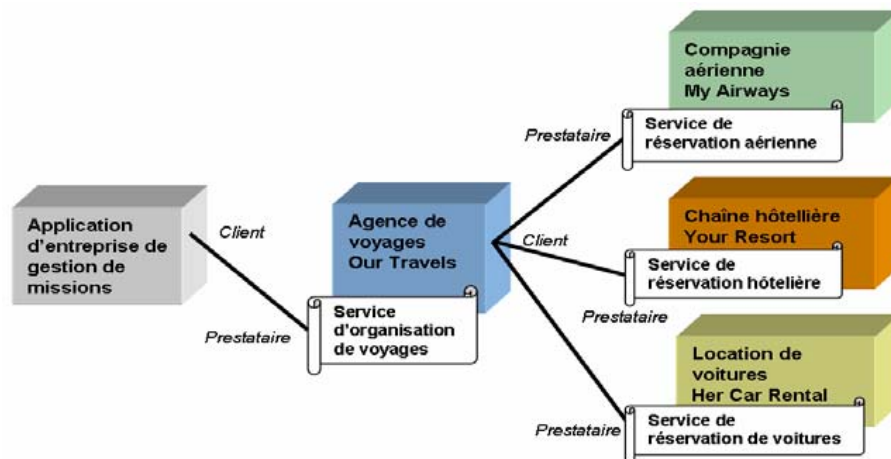 Application
d'entreprise de
gestion de
missions
Client
Prestataire
Agence de
voyages
Our Travels
Service
d'organisation
de voyages
Client
Prestataire
Compagnie
aérienne
My Airways
Service de
réservation aérienne
Chaîne hôtellière
Your Resort
Service de
réservation hôtelière
Prestataire
Location de
voitures
Her Car Rental
Prestataire
Service de
réservation de voitures